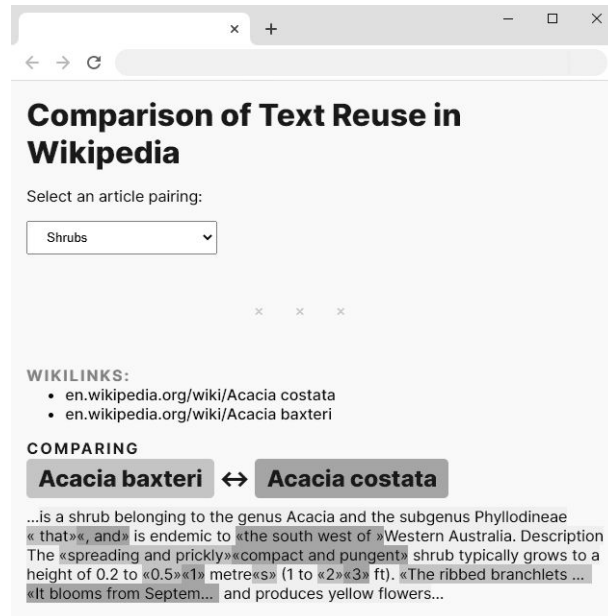 Comparison of Text Reuse in
Wikipedia
Select an article pairing:
Shrubs
× × ×
WIKILINKS:
• en.wikipedia.org/wiki/Acacia costata
• en.wikipedia.org/wiki/Acacia baxteri
COMPARING
Acacia baxteri ↔ Acacia costata
...is a shrub belonging to the genus Acacia and the subgenus Phyllodineae
« that»«, and» is endemic to «the south west of »Western Australia. Description
The «spreading and prickly»«compact and pungent» shrub typically grows to a
height of 0.2 to «0.5»«1» metre«s» (1 to «2»«3» ft). «The ribbed branchlets ...
«It blooms from Septem... and produces yellow flowers...